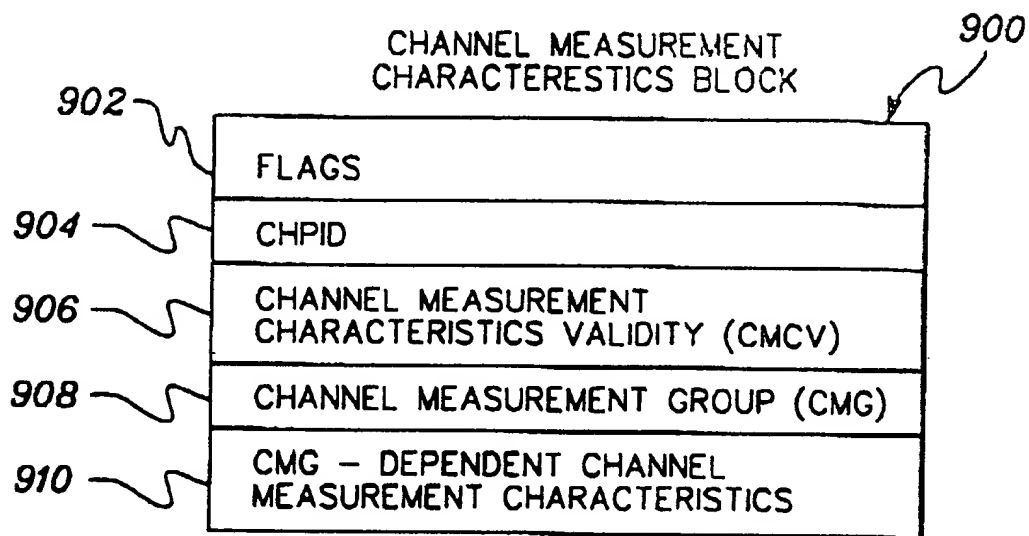 900
CHANNEL MEASUREMENT
CHARACTERESTICS BLOCK
902
FLAGS
904
CHPID
906
CHANNEL MEASUREMENT
CHARACTERISTICS VALIDITY (CMCV)
908
CHANNEL MEASUREMENT GROUP (CMG)
910
CMG - DEPENDENT CHANNEL
MEASUREMENT CHARACTERISTICS